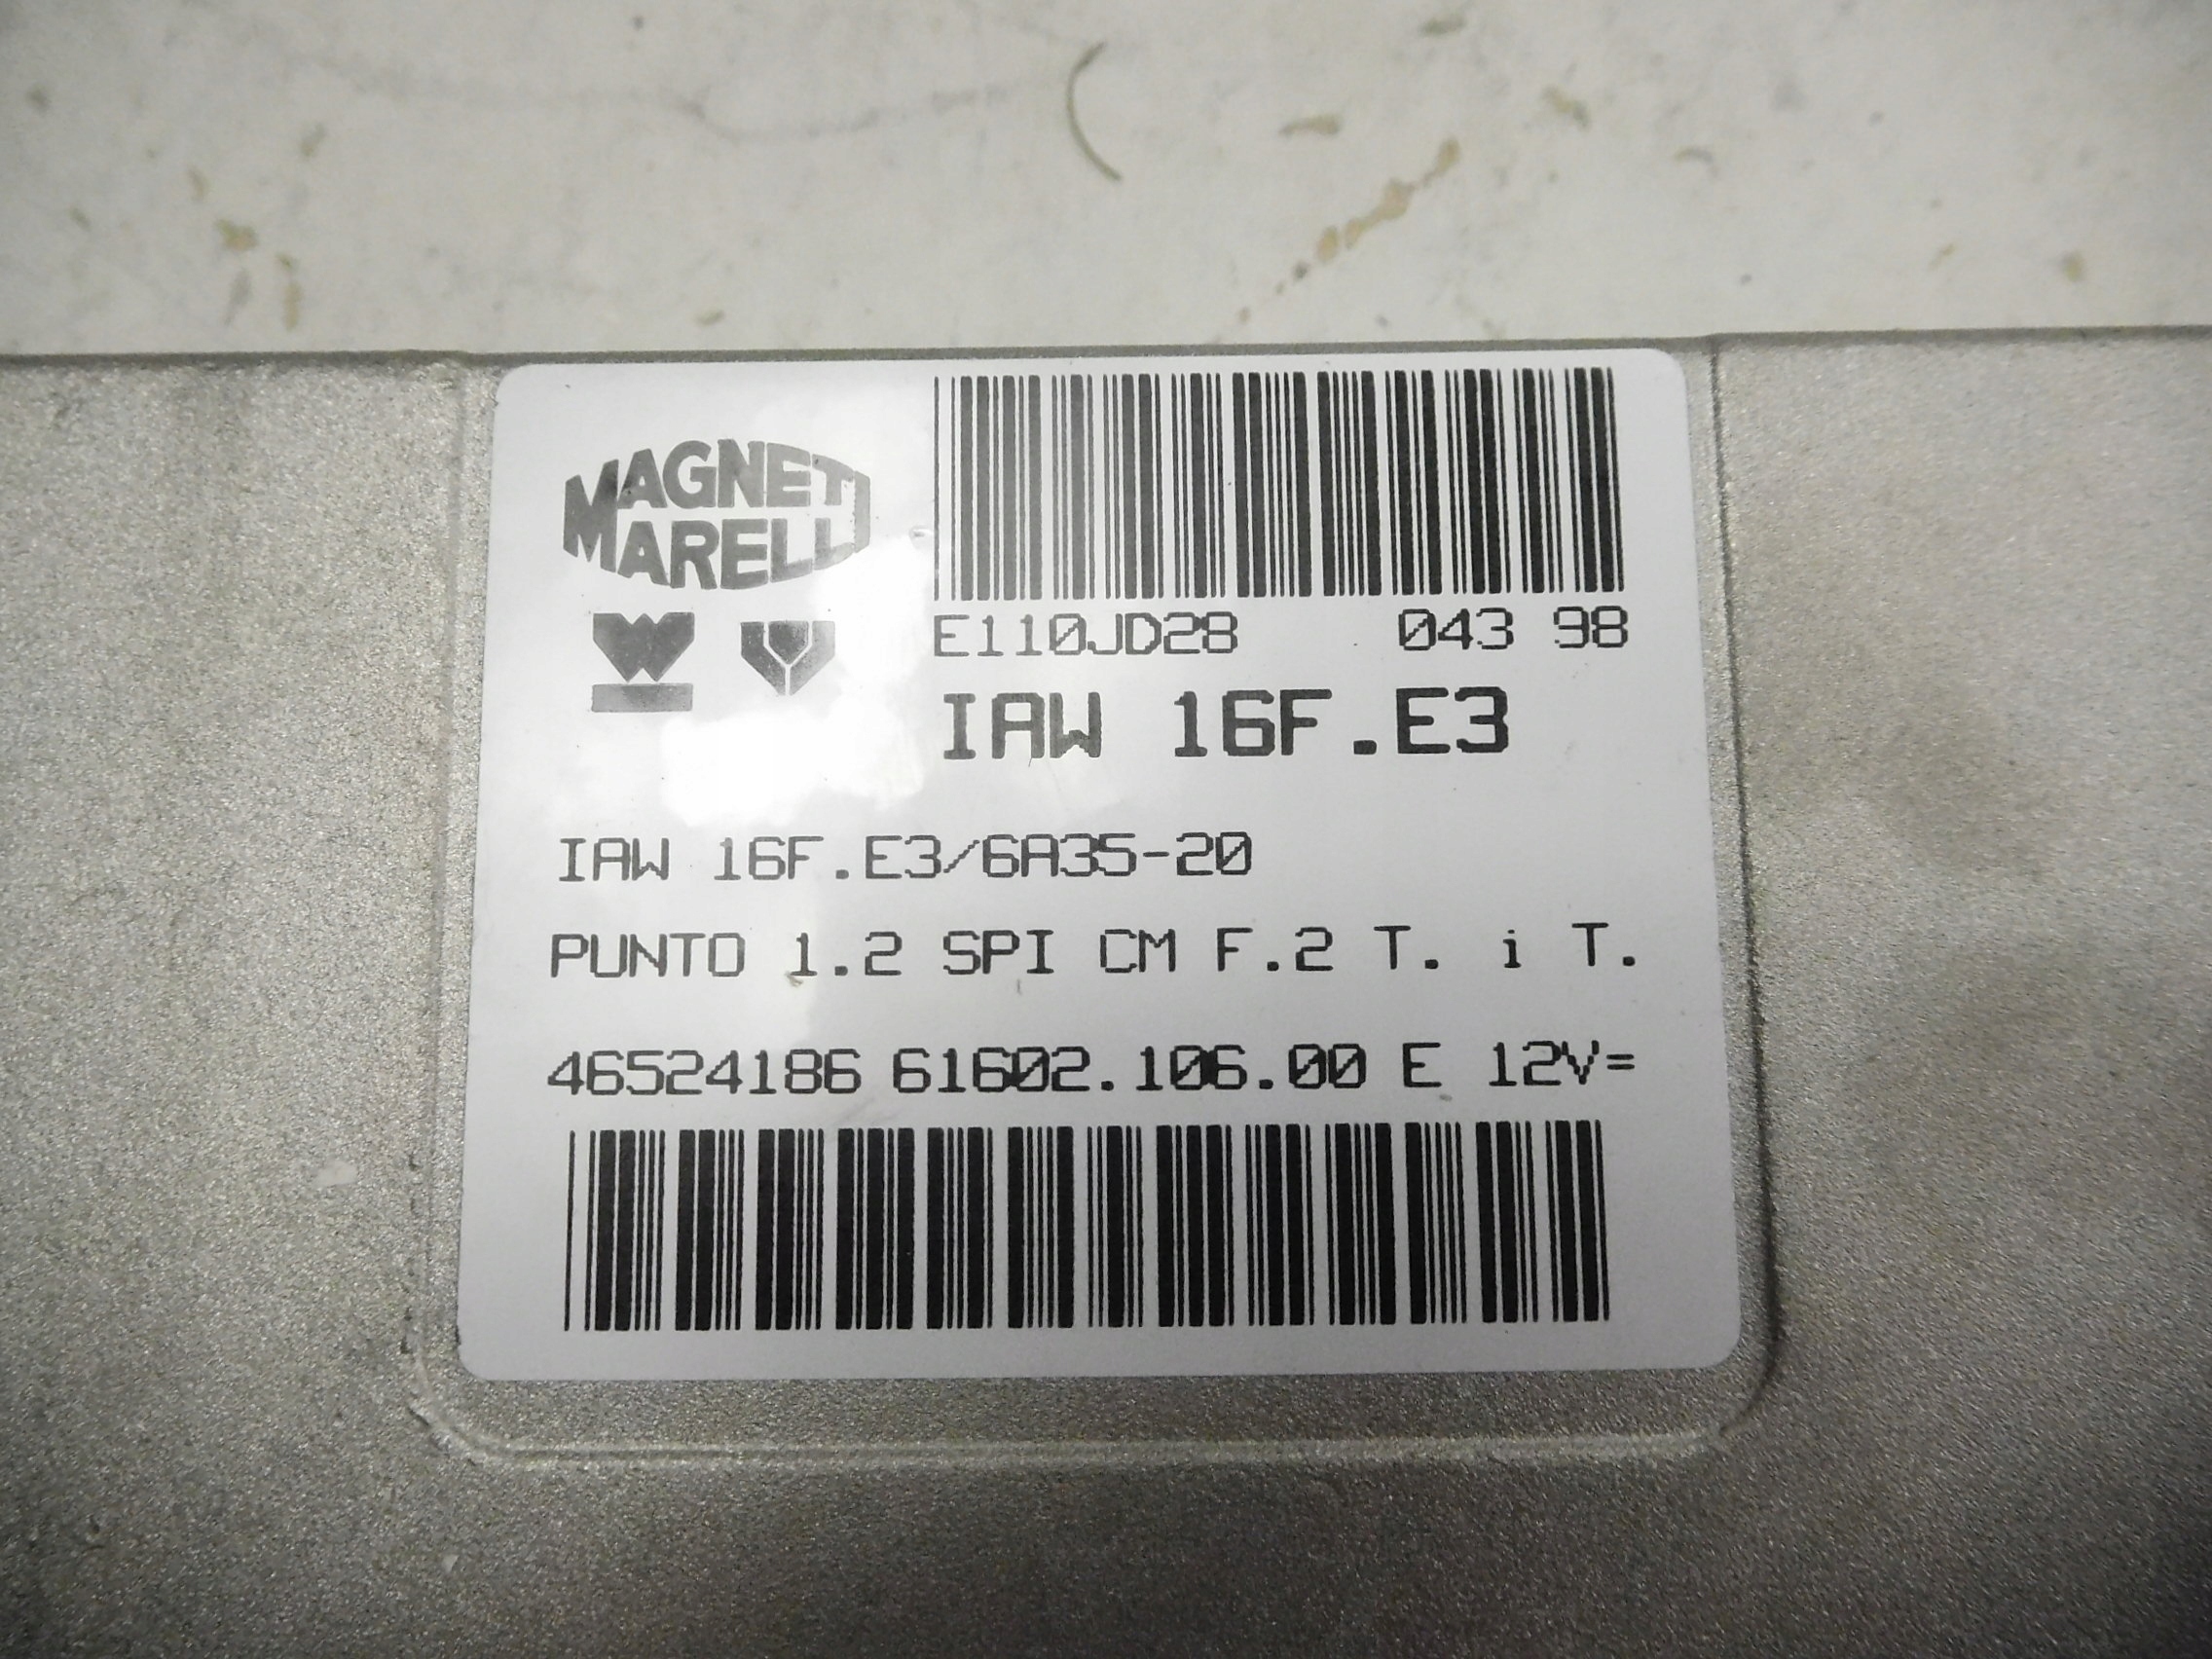 MAGNETI
MARELLI
E110JD28 043 98
IAW 16F.E3
IAW 16F.E3/6A35-20
PUNTO 1.2 SPI CM F.2 T. i T.
46524186 61602.106.00 E 12V=